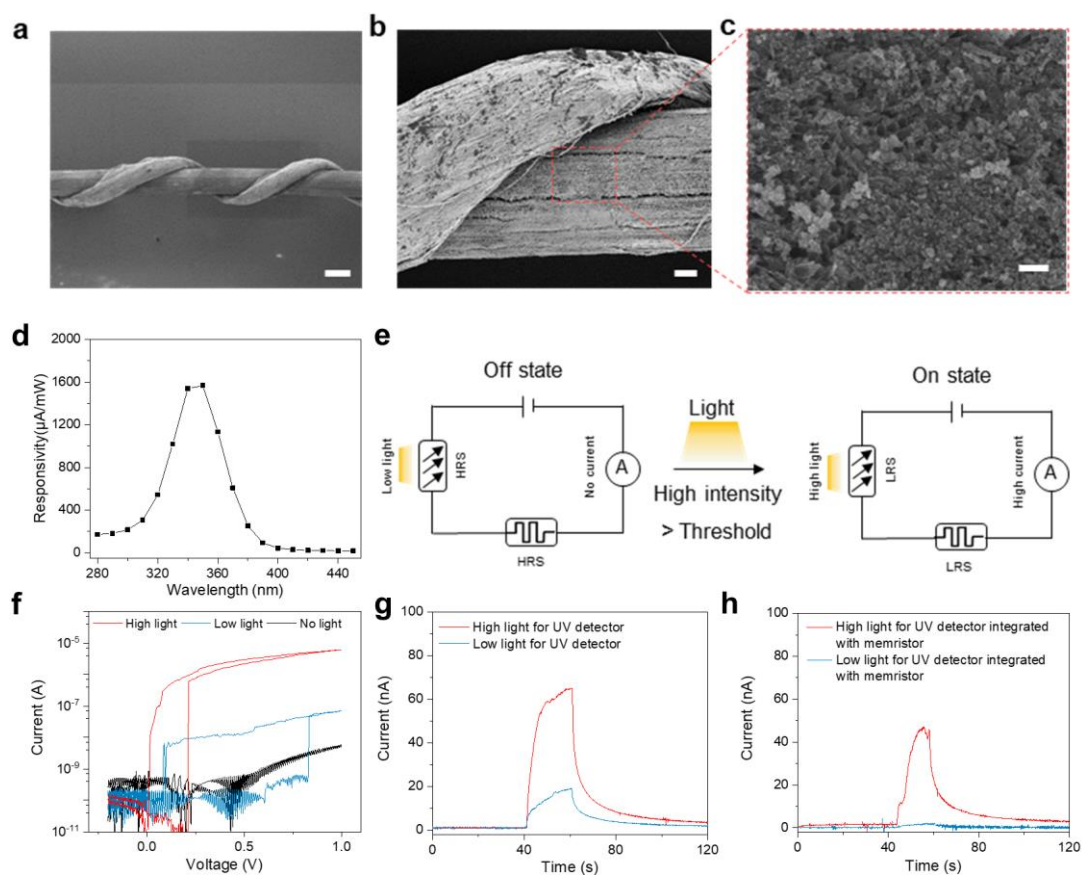 a
b
c
d
2000
1600
1200
800
400
0
Responsivity(μA/mW)
280
320
360
400
440
Wavelength (nm)
e
Off state
Low light
HRS
No current
A
HRS
Light
High intensity
> Threshold
On state
High light
LRS
High current
A
LRS
f
High light
Low light
No light
10⁻⁵
10⁻⁷
10⁻⁹
10⁻¹¹
Current (A)
0.0
0.5
1.0
Voltage (V)
g
100
80
60
40
20
0
Current (nA)
High light for UV detector
Low light for UV detector
0
40
80
120
Time (s)
h
100
80
60
40
20
0
Current (nA)
High light for UV detector integrated
with memristor
Low light for UV detector integrated
with memristor
0
40
80
120
Time (s)